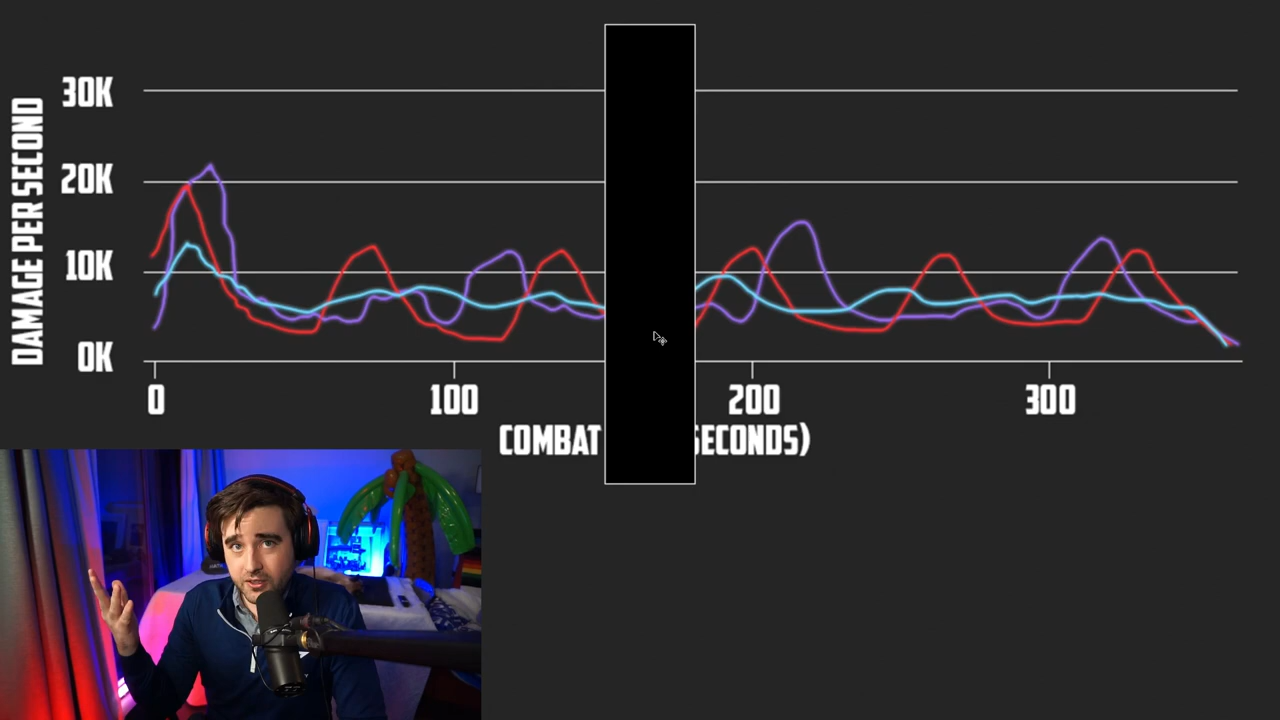 DAMAGE PER SECOND
30K
20K
10K
0K
0
100
200
300
COMBAT SECONDS)